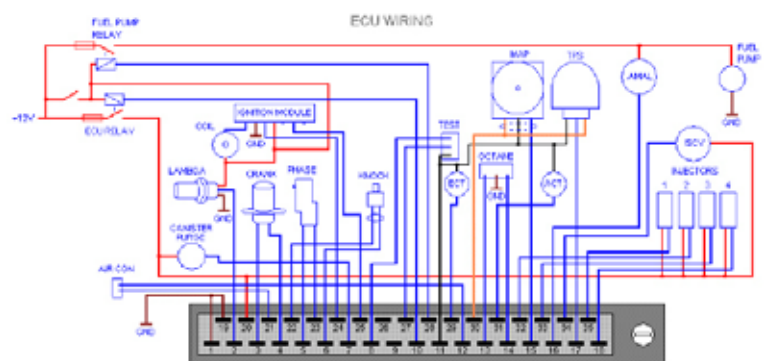 ECU WIRING
FUEL PUMP
RELAY
MAP
TPS
FUEL
PUMP
GND
IGNITION MODULE
COIL
GND
~12V
ECU RELAY
TEST
LAMBDA
CRANK
PHASE
KNOCK
OCTANE
GND
ECT
ACT
INJECTORS
1 2 3 4
GND
CANISTER
PURGE
AIR CON
GND
19 20 21 22 23 24 25 26 27 28 29 30 31 32 33 34 35
1 2 3 4 5 6 7 8 9 10 11 12 13 14 15 16 17 18